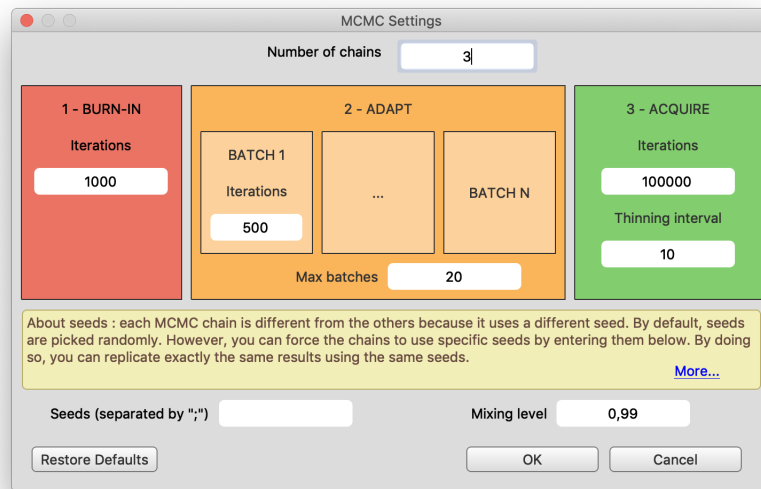 MCMC Settings
Number of chains 3
1 - BURN-IN
Iterations
1000
2 - ADAPT
BATCH 1
Iterations
500
...
BATCH N
Max batches 20
3 - ACQUIRE
Iterations
100000
Thinning interval
10
About seeds : each MCMC chain is different from the others because it uses a different seed. By default, seeds
are picked randomly. However, you can force the chains to use specific seeds by entering them below. By doing
so, you can replicate exactly the same results using the same seeds.
More...
Seeds (separated by ";")
Mixing level 0,99
Restore Defaults
OK
Cancel